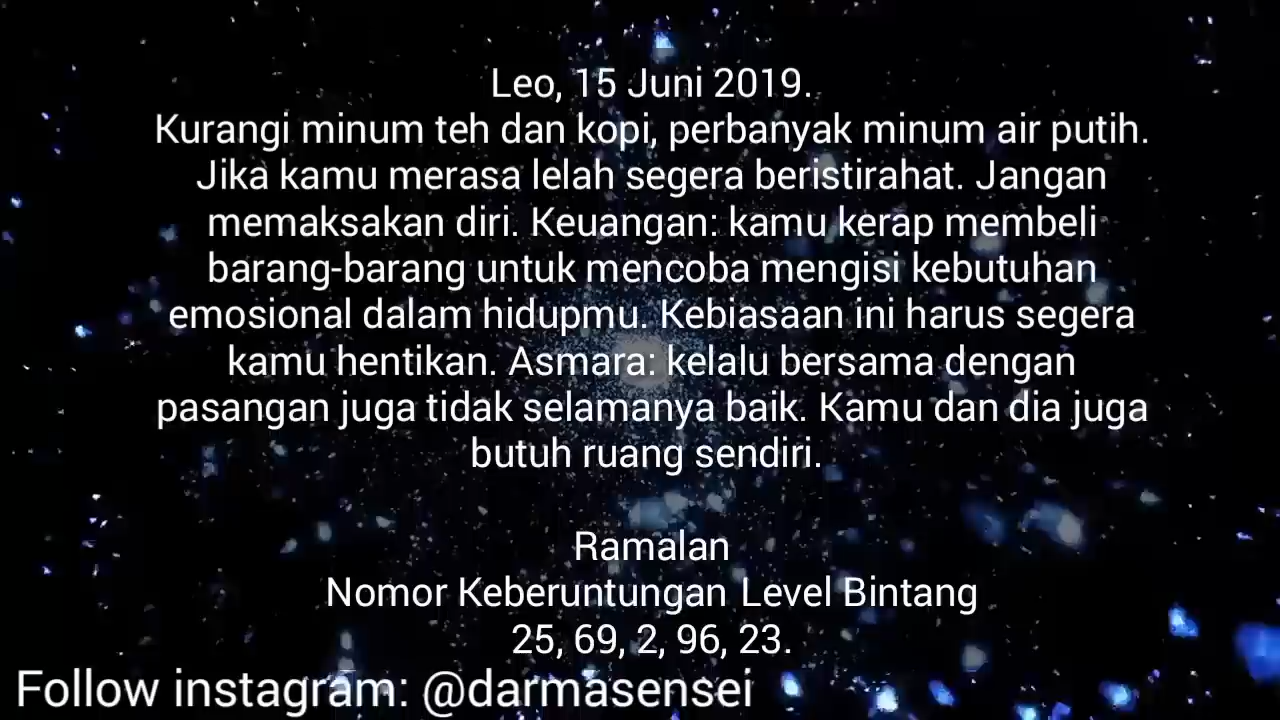 Leo, 15 Juni 2019.
Kurangi minum teh dan kopi, perbanyak minum air putih.
Jika kamu merasa lelah segera beristirahat. Jangan
memaksakan diri. Keuangan: kamu kerap membeli
barang-barang untuk mencoba mengisi kebutuhan
emosional dalam hidupmu. Kebiasaan ini harus segera
kamu hentikan. Asmara: kelalu bersama dengan
pasangan juga tidak selamanya baik. Kamu dan dia juga
butuh ruang sendiri.
Ramalan
Nomor Keberuntungan Level Bintang
25, 69, 2, 96, 23.
Follow instagram: @darmasensei